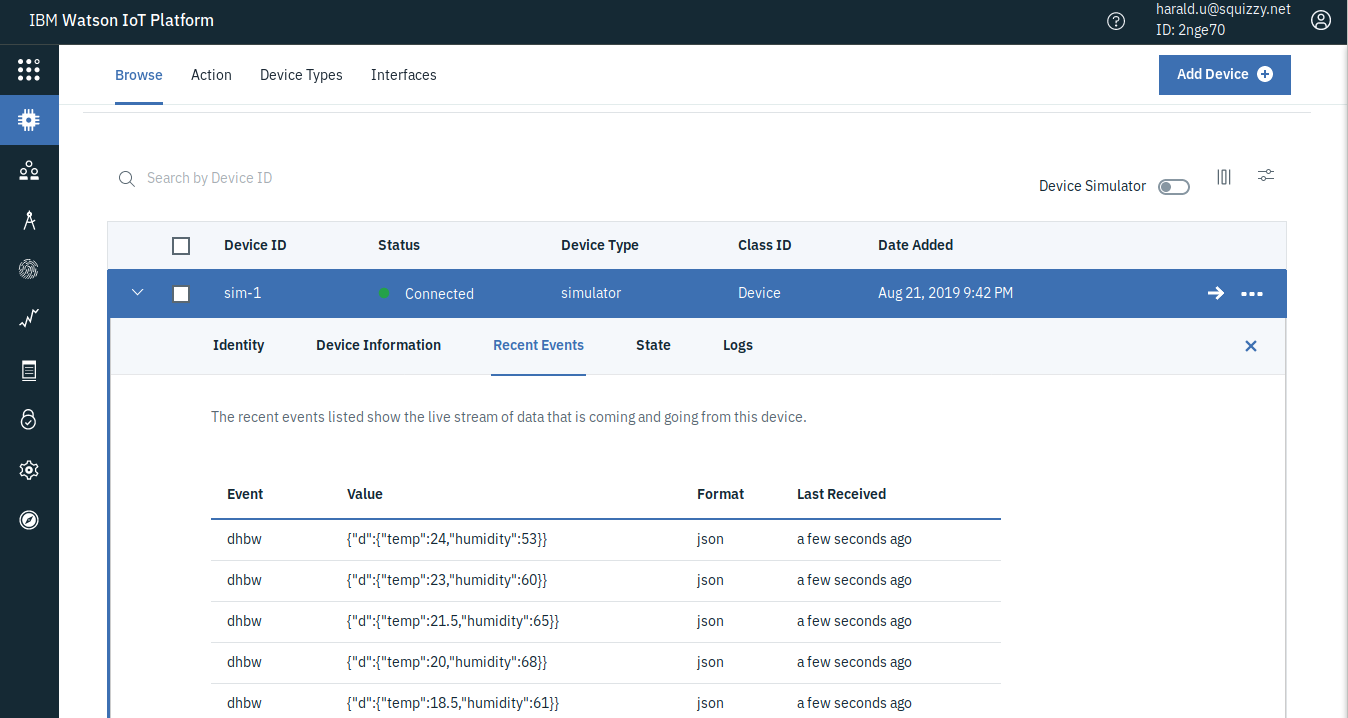 IBM Watson IoT Platform
harald.u@squizzy.net
ID: 2nge70
Browse Action Device Types Interfaces
Add Device
Search by Device ID
Device Simulator
Device ID Status Device Type Class ID Date Added
sim-1 Connected simulator Device Aug 21, 2019 9:42 PM
Identity Device Information Recent Events State Logs
The recent events listed show the live stream of data that is coming and going from this device.
Event Value Format Last Received
dhbw {"d":{"temp":24,"humidity":53}} json a few seconds ago
dhbw {"d":{"temp":23,"humidity":60}} json a few seconds ago
dhbw {"d":{"temp":21.5,"humidity":65}} json a few seconds ago
dhbw {"d":{"temp":20,"humidity":68}} json a few seconds ago
dhbw {"d":{"temp":18.5,"humidity":61}} json a few seconds ago